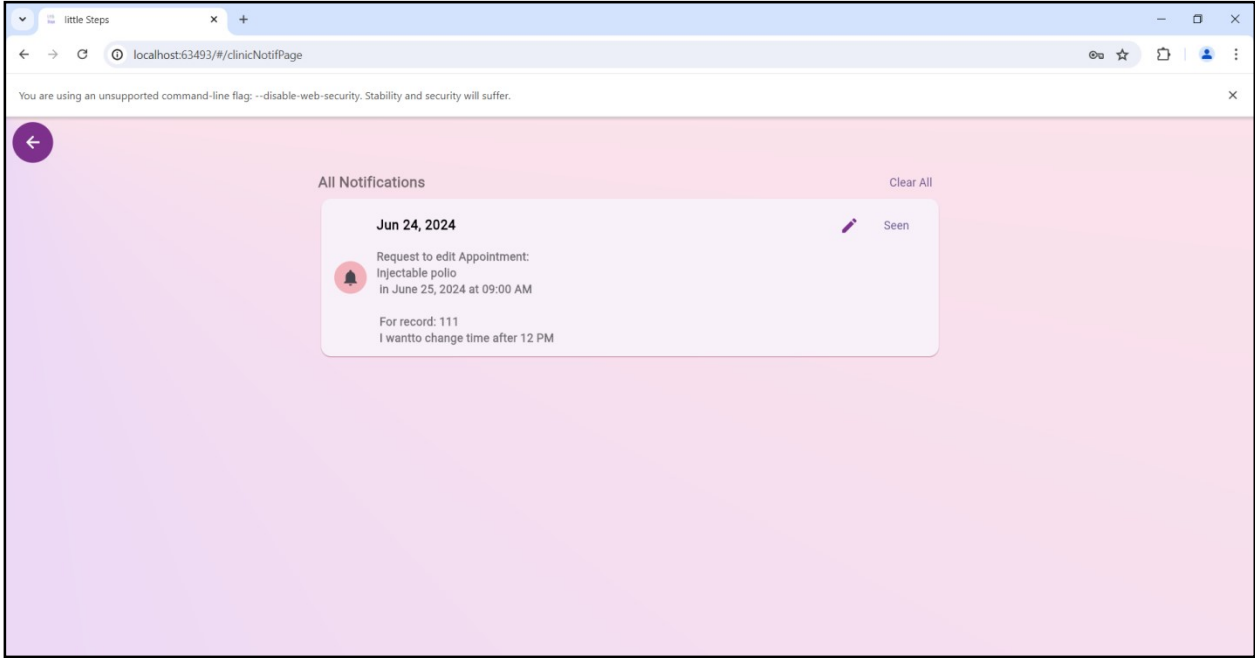 little Steps
localhost:63493/#/clinicNotifPage
You are using an unsupported command-line flag: --disable-web-security. Stability and security will suffer.
All Notifications
Clear All
Jun 24, 2024
Seen
Request to edit Appointment:
Injectable polio
in June 25, 2024 at 09:00 AM
For record: 111
I wantto change time after 12 PM